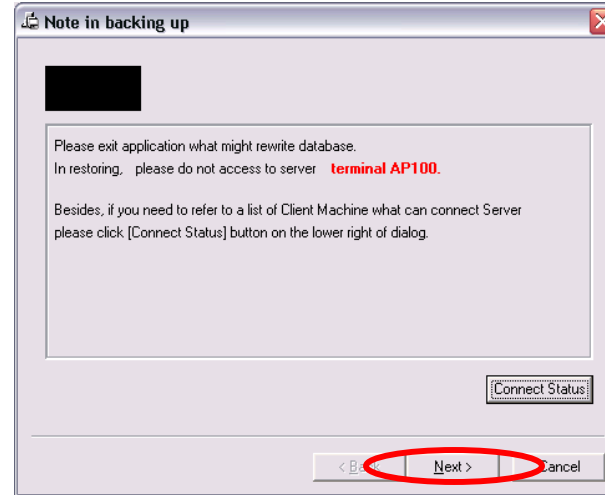 Note in backing up
Please exit application what might rewrite database.
In restoring, please do not access to server terminal AP100.
Besides, if you need to refer to a list of Client Machine what can connect Server
please click [Connect Status] button on the lower right of dialog.
Connect Status
< Back Next > Cancel